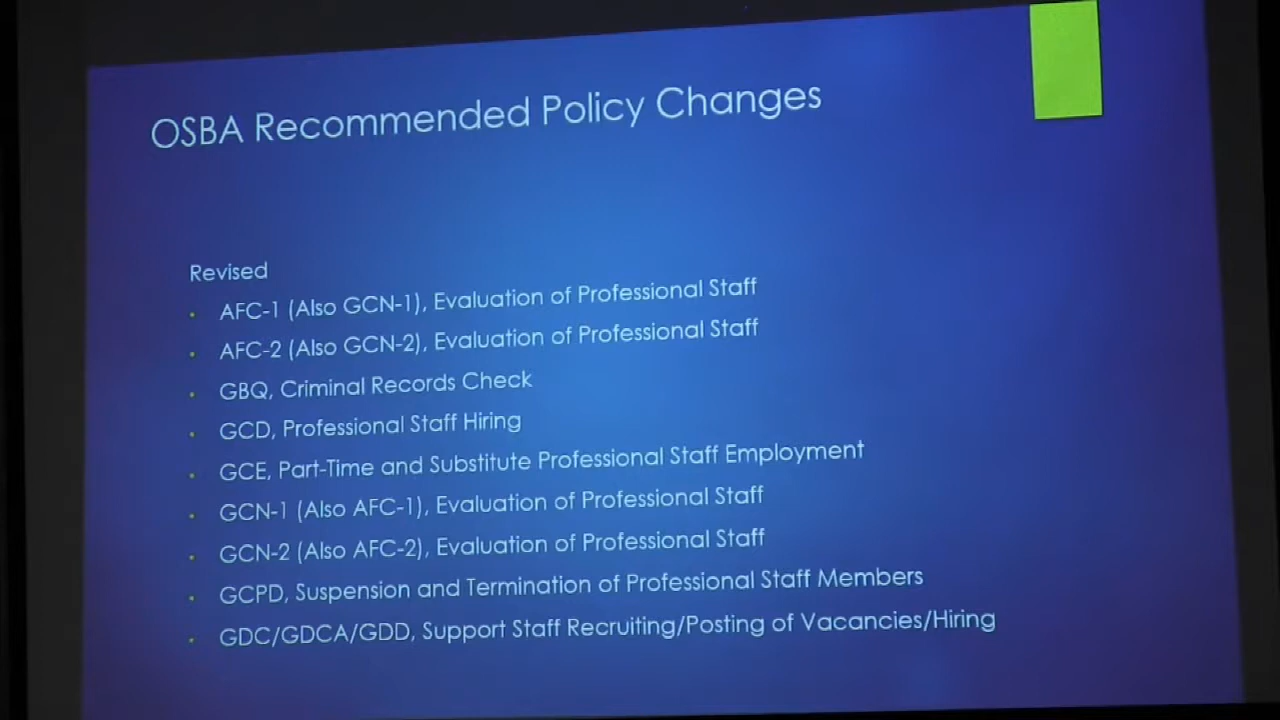 OSBA Recommended Policy Changes
Revised
• AFC-1 (Also GCN-1), Evaluation of Professional Staff
• AFC-2 (Also GCN-2), Evaluation of Professional Staff
• GBQ, Criminal Records Check
• GCD, Professional Staff Hiring
• GCE, Part-Time and Substitute Professional Staff Employment
• GCN-1 (Also AFC-1), Evaluation of Professional Staff
• GCN-2 (Also AFC-2), Evaluation of Professional Staff
• GCPD, Suspension and Termination of Professional Staff Members
• GDC/GDCA/GDD, Support Staff Recruiting/Posting of Vacancies/Hiring